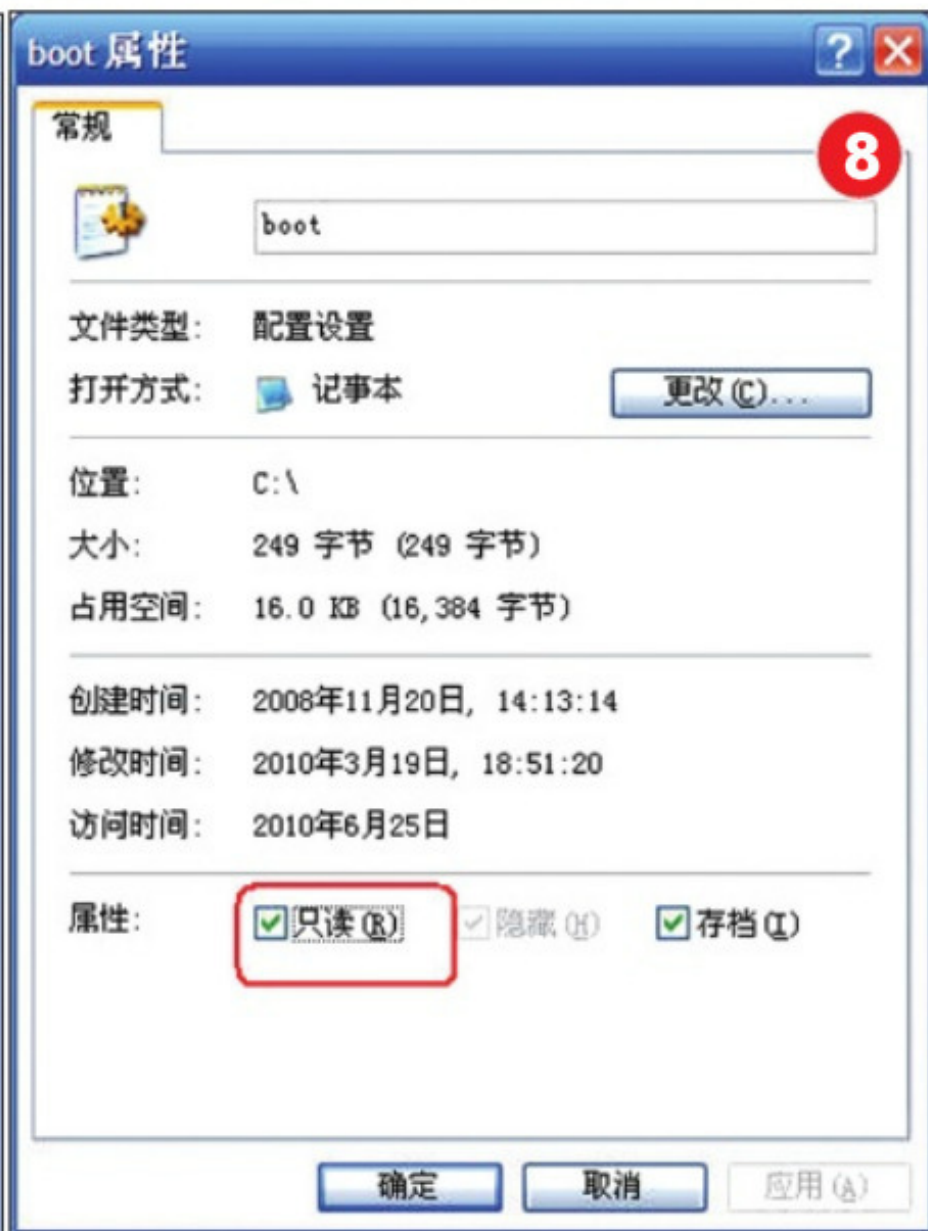 boot 属性
常规
8
boot
文件类型: 配置设置
打开方式: 记事本 更改(C)...
位置: C:\
大小: 249 字节 (249 字节)
占用空间: 16.0 KB (16,384 字节)
创建时间: 2008年11月20日, 14:13:14
修改时间: 2010年3月19日, 18:51:20
访问时间: 2010年6月25日
属性: 只读(R) 隐藏(H) 存档(I)
确定 取消 应用(A)